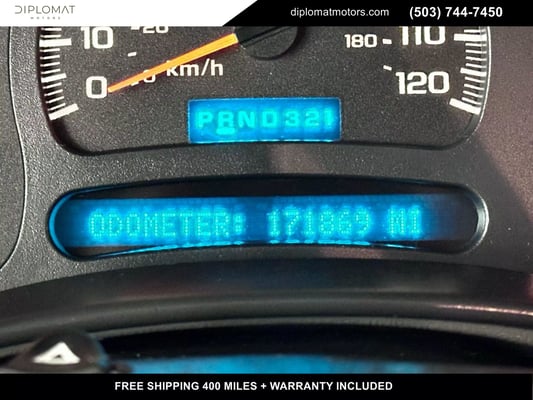 DIPLOMAT
MOTORS
diplomatmotors.com
(503) 744-7450
10 20 180 110
0 km/h 120
PRND321
ODOMETER: 171869 MI
FREE SHIPPING 400 MILES + WARRANTY INCLUDED